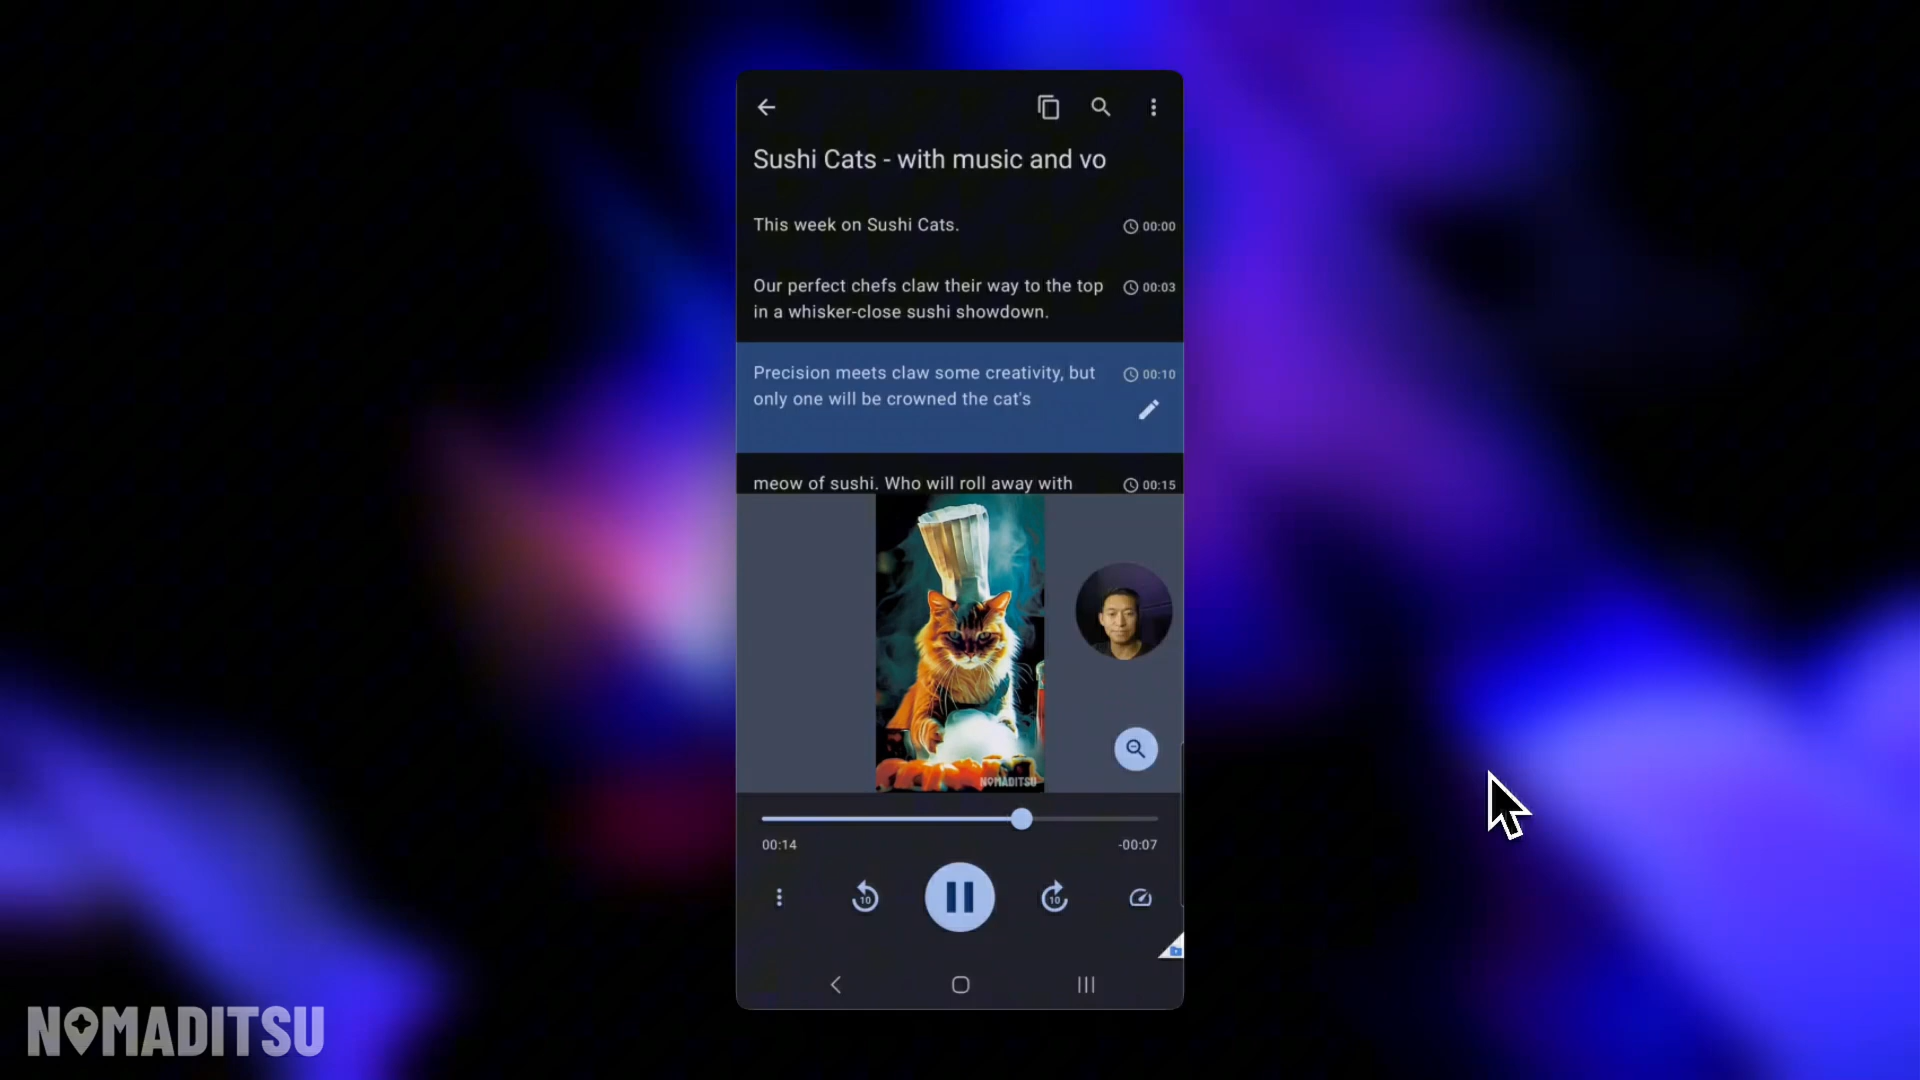 Sushi Cats - with music and vo
This week on Sushi Cats.
00:00
Our perfect chefs claw their way to the top
00:03
in a whisker-close sushi showdown.
Precision meets claw some creativity, but
00:10
only one will be crowned the cat's
meow of sushi. Who will roll away with
00:15
NOMADITSU
00:14
-00:07
10
10
NOMADITSU